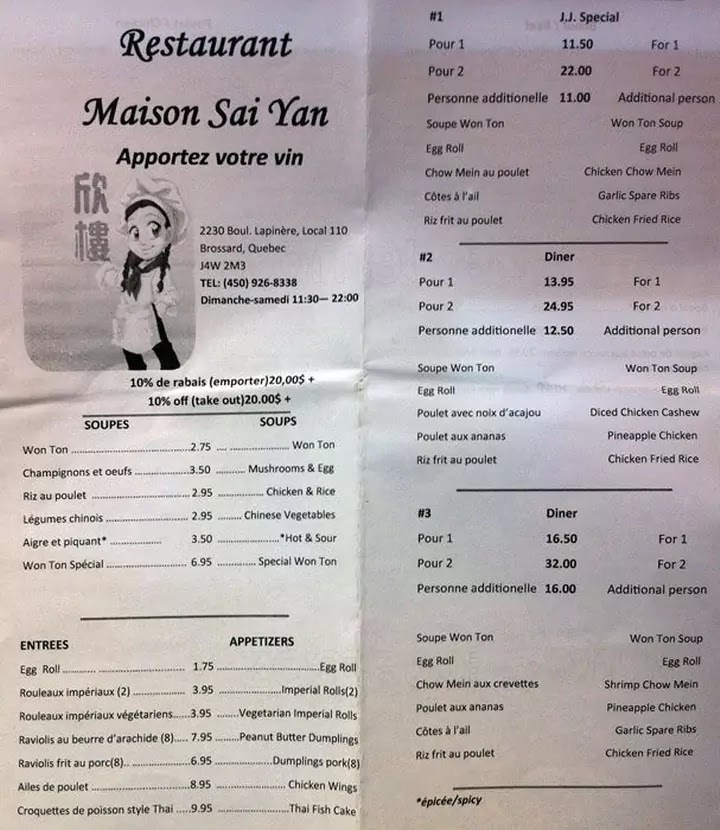 Restaurant
Maison Sai Yan
Apportez votre vin
欣
樓
2230 Boul. Lapinère, Local 110
Brossard, Quebec
J4W 2M3
TEL: (450) 926-8338
Dimanche-samedi 11:30— 22:00
10% de rabais (emporter)20,00$ +
10% off (take out)20.00$ +
SOUPES SOUPS
Won Ton ........................................2.75 .... ...................... Won Ton
Champignons et oeufs ...................3.50 .......... Mushrooms & Egg
Riz au poulet ................................. 2.95 ................. Chicken & Rice
Légumes chinois ............................ 2.95 ........ Chinese Vegetables
Aigre et piquant* .................. 3.50 .....................*Hot & Sour
Won Ton Spécial ............................ 6.95 ............. Special Won Ton
ENTREES APPETIZERS
Egg Roll............ ............................... 1.75 .................................Egg Roll
Rouleaux impériaux (2) .................. 3.95 .....................Imperial Rolls(2)
Rouleaux impériaux végétariens......3.95 .......Vegetarian Imperial Rolls
Raviolis au beurre d'arachide (8)..... 7.95 .........Peanut Butter Dumplings
Raviolis frit au porc(8).. ....................6.95 ..................Dumplings pork(8)
Ailes de poulet ................................8.95 ........................ Chicken Wings
Croquettes de poisson style Thai .....9.95 ........................Thai Fish Cake
#1 J.J. Special
Pour 1 11.50 For 1
Pour 2 22.00 For 2
Personne additionelle 11.00 Additional person
Soupe Won Ton Won Ton Soup
Egg Roll Egg Roll
Chow Mein au poulet Chicken Chow Mein
Côtes à l'ail Garlic Spare Ribs
Riz frit au poulet Chicken Fried Rice
#2 Diner
Pour 1 13.95 For 1
Pour 2 24.95 For 2
Personne additionelle 12.50 Additional person
Soupe Won Ton Won Ton Soup
Egg Roll Egg Roll
Poulet avec noix d'acajou Diced Chicken Cashew
Poulet aux ananas Pineapple Chicken
Riz frit au poulet Chicken Fried Rice
#3 Diner
Pour 1 16.50 For 1
Pour 2 32.00 For 2
Personne additionelle 16.00 Additional person
Soupe Won Ton Won Ton Soup
Egg Roll Egg Roll
Chow Mein aux crevettes Shrimp Chow Mein
Poulet aux ananas Pineapple Chicken
Côtes à l'ail Garlic Spare Ribs
Riz frit au poulet Chicken Fried Rice
*épicée/spicy